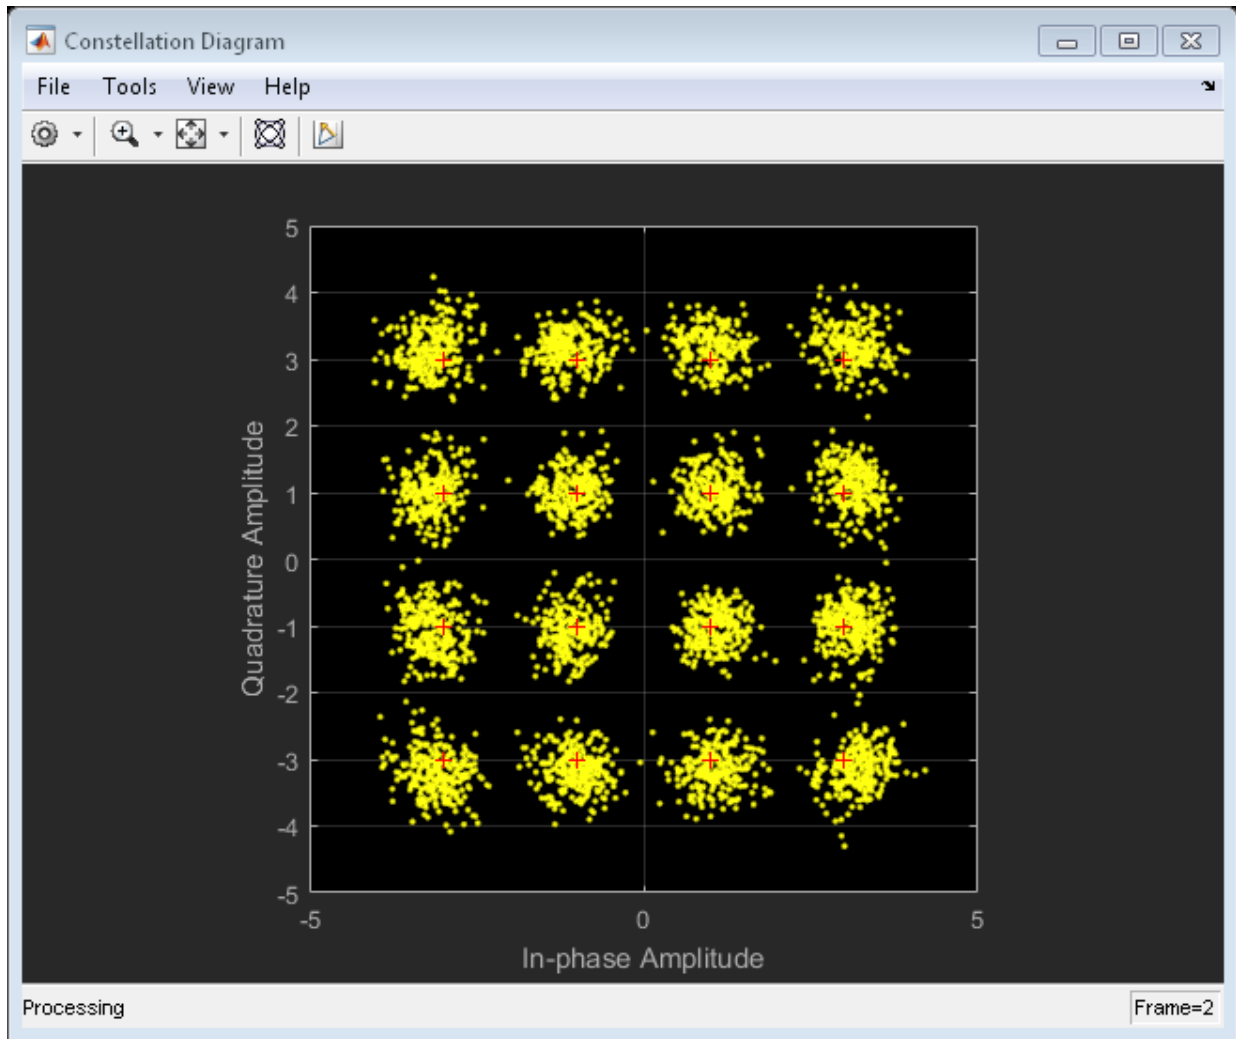 Constellation Diagram
File Tools View Help
5
4
3
2
1
0
-1
-2
-3
-4
-5
Quadrature Amplitude
-5 0 5
In-phase Amplitude
Processing Frame=2